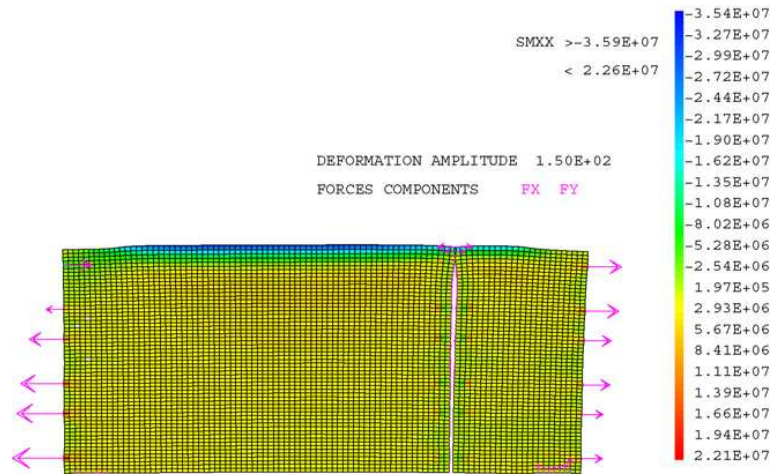 SMXX >-3.59E+07
< 2.26E+07
DEFORMATION AMPLITUDE 1.50E+02
FORCES COMPONENTS FX FY
-3.54E+07
-3.27E+07
-2.99E+07
-2.72E+07
-2.44E+07
-2.17E+07
-1.90E+07
-1.62E+07
-1.35E+07
-1.07E+07
-8.02E+06
-5.28E+06
-2.54E+06
1.97E+05
2.93E+06
5.67E+06
8.41E+06
1.11E+07
1.39E+07
1.66E+07
1.94E+07
2.21E+07